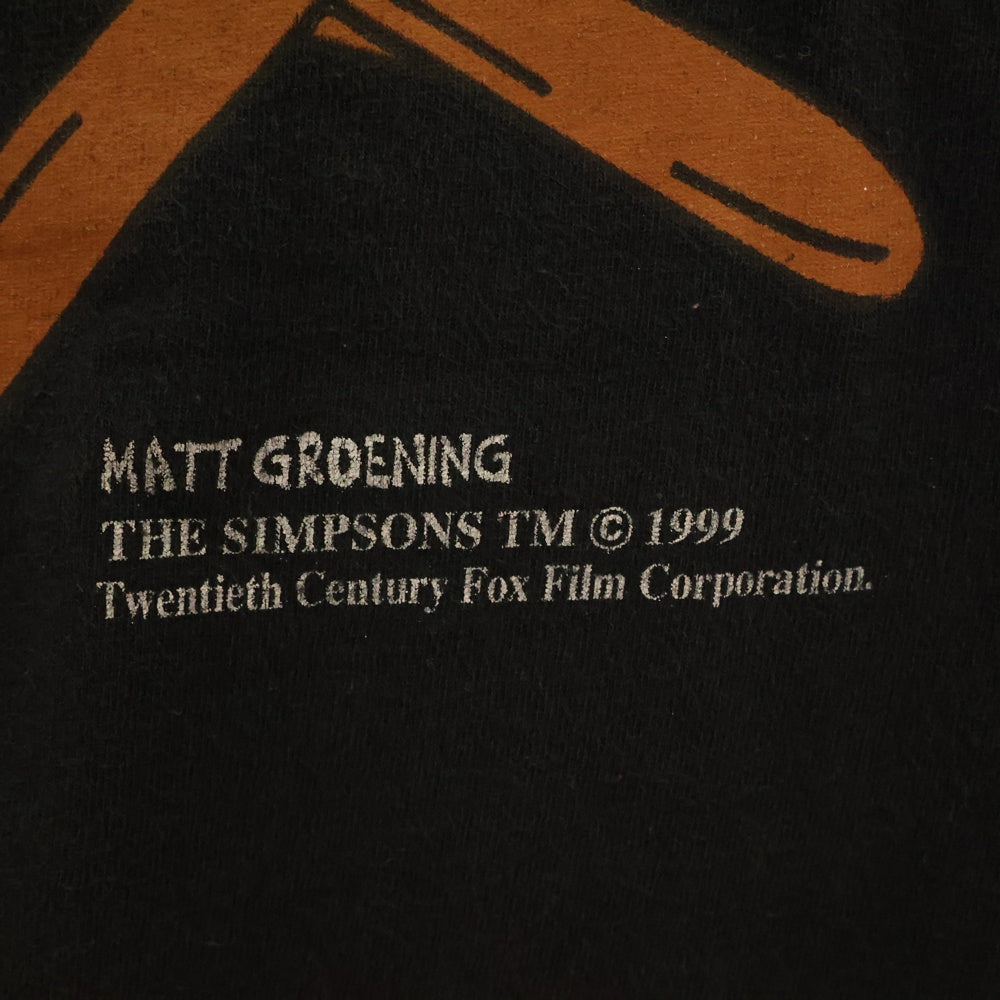 MATT GROENING
THE SIMPSONS TM © 1999
Twentieth Century Fox Film Corporation.